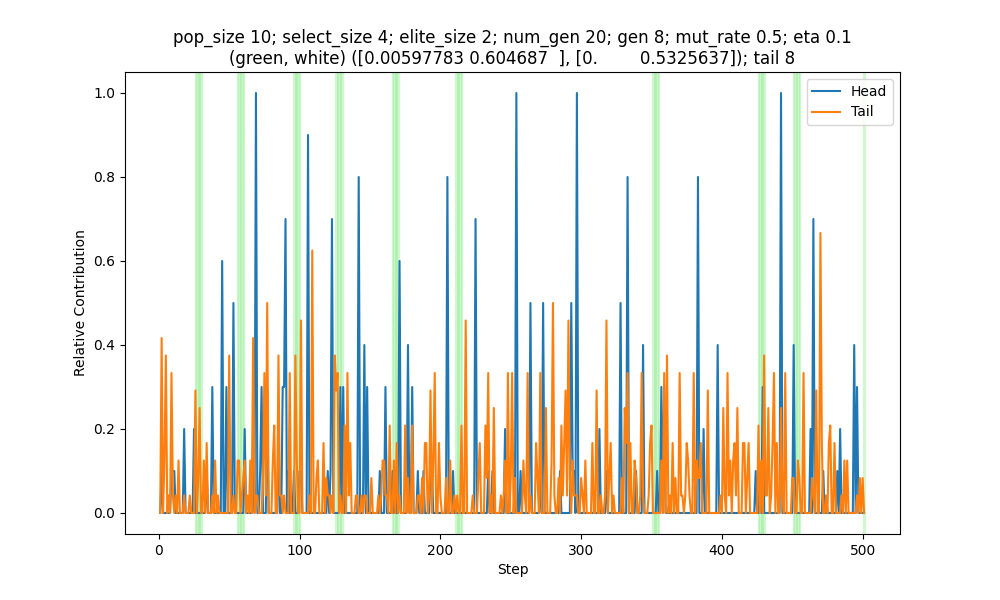 pop_size 10; select_size 4; elite_size 2; num_gen 20; gen 8; mut_rate 0.5; eta 0.1
(green, white) ([0.00597783 0.604687  ], [0.        0.5325637]); tail 8
Head
Tail
1.0
0.8
0.6
0.4
0.2
0.0
Relative Contribution
0 100 200 300 400 500
Step